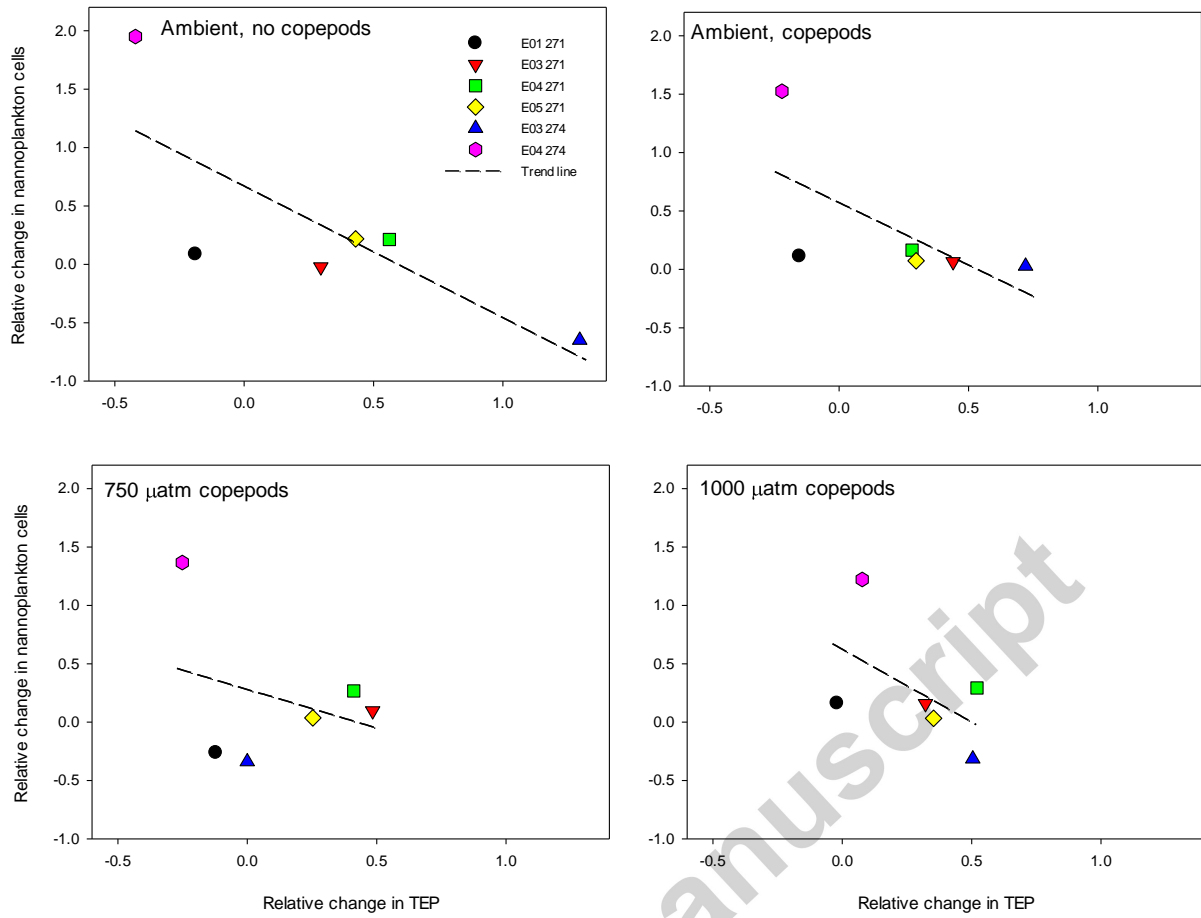 Ambient, no copepods
E01 271
E03 271
E04 271
E05 271
E03 274
E04 274
Trend line
Relative change in nannoplankton cells
2.0
1.5
1.0
0.5
0.0
-0.5
-1.0
-0.5
0.0
0.5
1.0
Ambient, copepods
2.0
1.5
1.0
0.5
0.0
-0.5
-1.0
-0.5
0.0
0.5
1.0
750 μatm copepods
Relative change in nannoplankton cells
2.0
1.5
1.0
0.5
0.0
-0.5
-1.0
-0.5
0.0
0.5
1.0
Relative change in TEP
1000 μatm copepods
2.0
1.5
1.0
0.5
0.0
-0.5
-1.0
-0.5
0.0
0.5
1.0
Relative change in TEP
anuscript